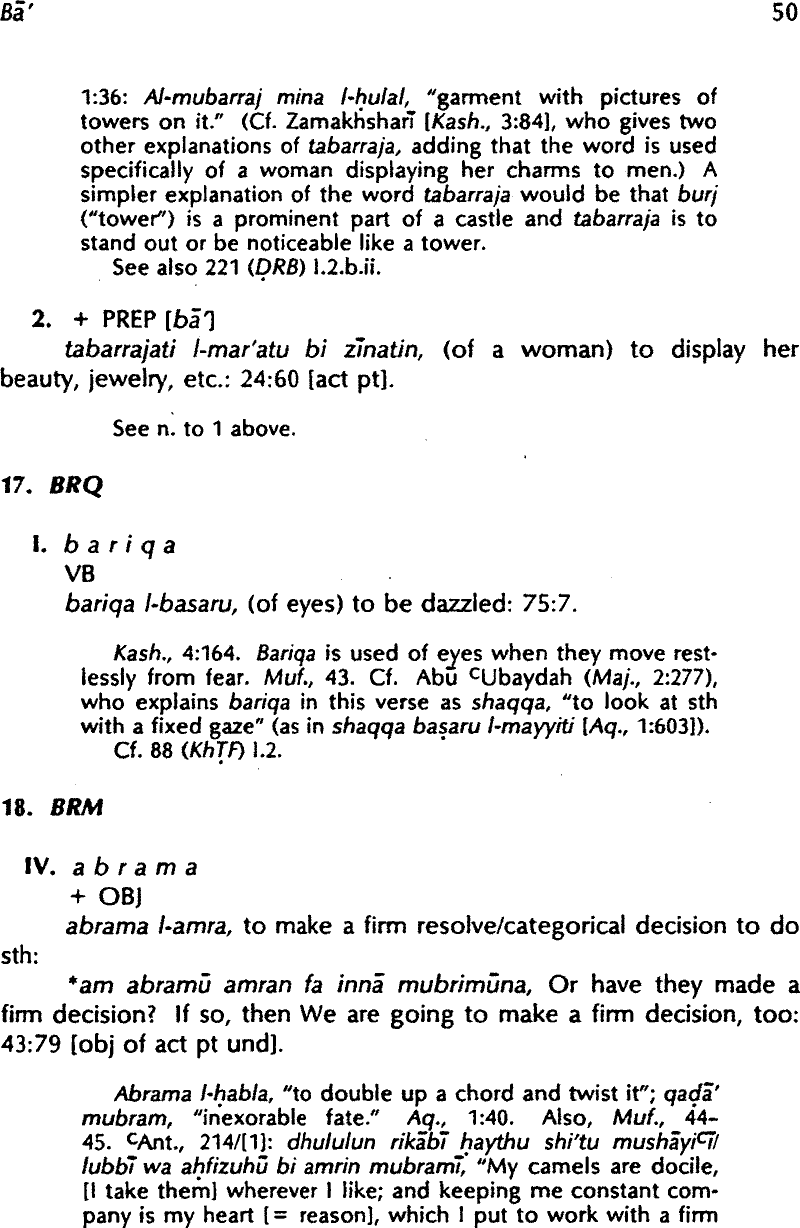 Bā' 50
1:36: Al-mubarraj mina l-ḥulal, "garment with pictures of
towers on it." (Cf. Zamakhsharī [Kash., 3:84], who gives two
other explanations of tabarraja, adding that the word is used
specifically of a woman displaying her charms to men.) A
simpler explanation of the word tabarraja would be that burj
("tower") is a prominent part of a castle and tabarraja is to
stand out or be noticeable like a tower.
See also 221 (ḌRB) I.2.b.ii.
2. + PREP [bā']
tabarrajati l-mar'atu bi zīnatin, (of a woman) to display her
beauty, jewelry, etc.: 24:60 [act pt].
See n. to 1 above.
17. BRQ
I. b a r i q a
VB
bariqa l-basaru, (of eyes) to be dazzled: 75:7.
Kash., 4:164. Bariqa is used of eyes when they move rest-
lessly from fear. Muf., 43. Cf. Abū ᶜUbaydah (Maj., 2:277),
who explains bariqa in this verse as shaqqa, "to look at sth
with a fixed gaze" (as in shaqqa baṣaru l-mayyiti [Aq., 1:603]).
Cf. 88 (KhṬF) I.2.
18. BRM
IV. a b r a m a
+ OBJ
abrama l-amra, to make a firm resolve/categorical decision to do
sth:
*am abramū amran fa innā mubrimūna, Or have they made a
firm decision? If so, then We are going to make a firm decision, too:
43:79 [obj of act pt und].
Abrama l-ḥabla, "to double up a chord and twist it"; qaḍā'
mubram, "inexorable fate." Aq., 1:40. Also, Muf., 44-
45. ᶜAnt., 214/[1]: dhululun rikābī ḥaythu shi'tu mushāyiᶜī/
lubbī wa aḥfizuhū bi amrin mubramī, "My camels are docile,
[I take them] wherever I like; and keeping me constant com-
pany is my heart [= reason], which I put to work with a firm